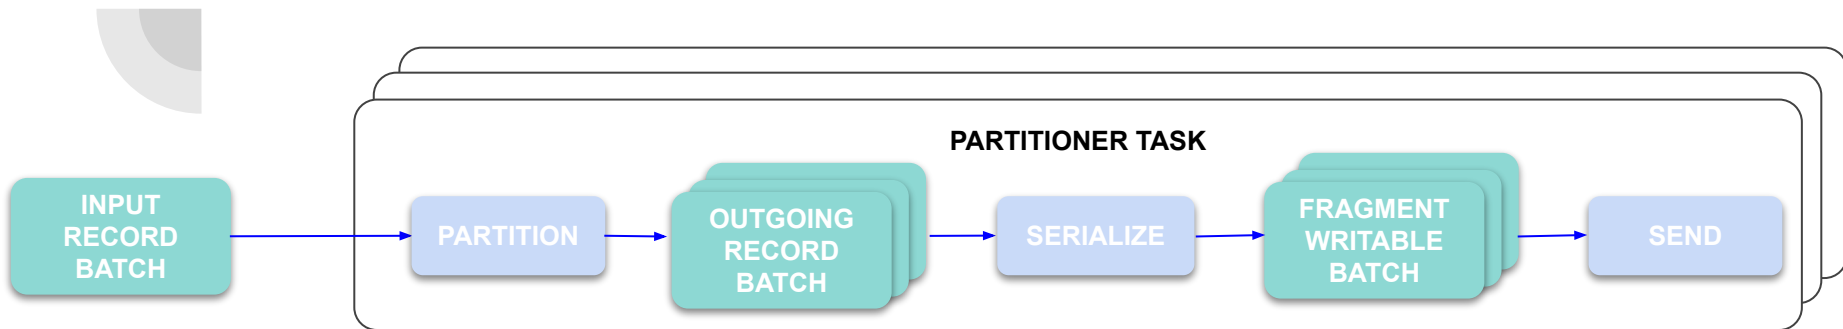 PARTITIONER TASK
INPUT
RECORD
BATCH
PARTITION
OUTGOING
RECORD
BATCH
SERIALIZE
FRAGMENT
WRITABLE
BATCH
SEND